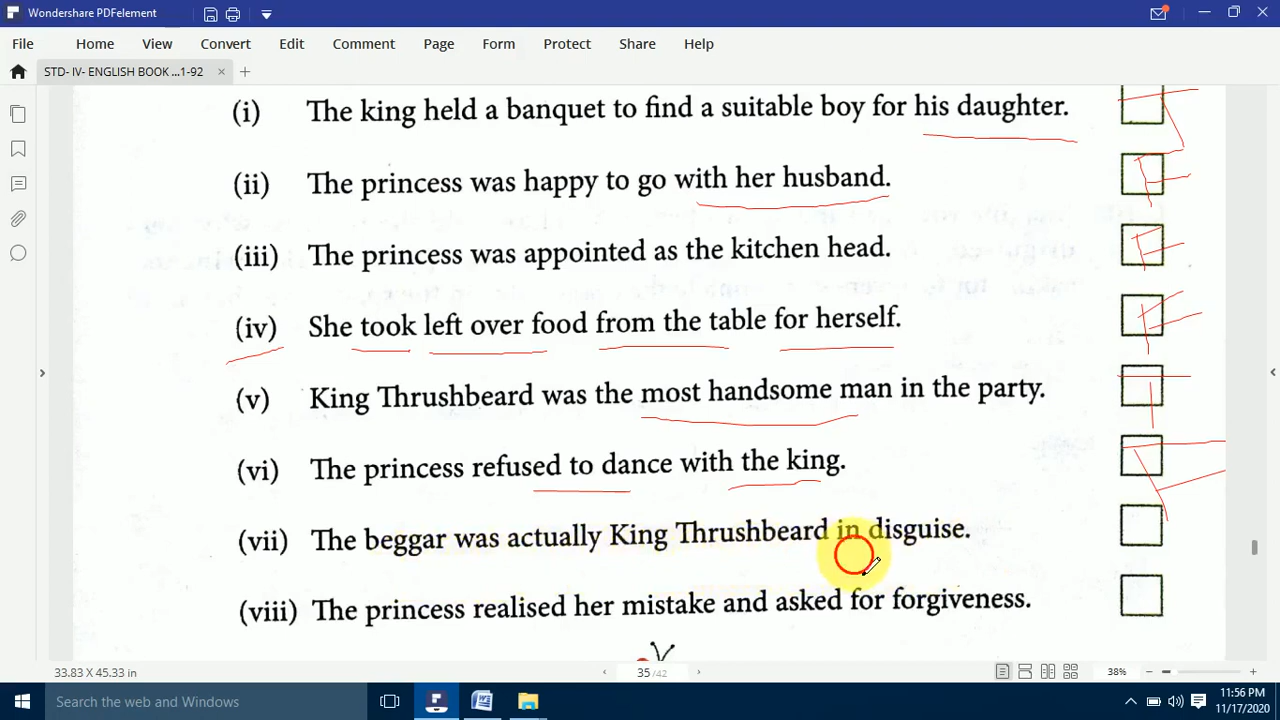 Wondershare PDFelement
File Home View Convert Edit Comment Page Form Protect Share Help
STD- IV- ENGLISH BOOK ...1-92
(i) The king held a banquet to find a suitable boy for his daughter. T
(ii) The princess was happy to go with her husband. F
(iii) The princess was appointed as the kitchen head. F
(iv) She took left over food from the table for herself. F
(v) King Thrushbeard was the most handsome man in the party. T
(vi) The princess refused to dance with the king. F
(vii) The beggar was actually King Thrushbeard in disguise.
(viii) The princess realised her mistake and asked for forgiveness.
33.83 X 45.33 in 35 /42 38%
Search the web and Windows
11:56 PM
11/17/2020